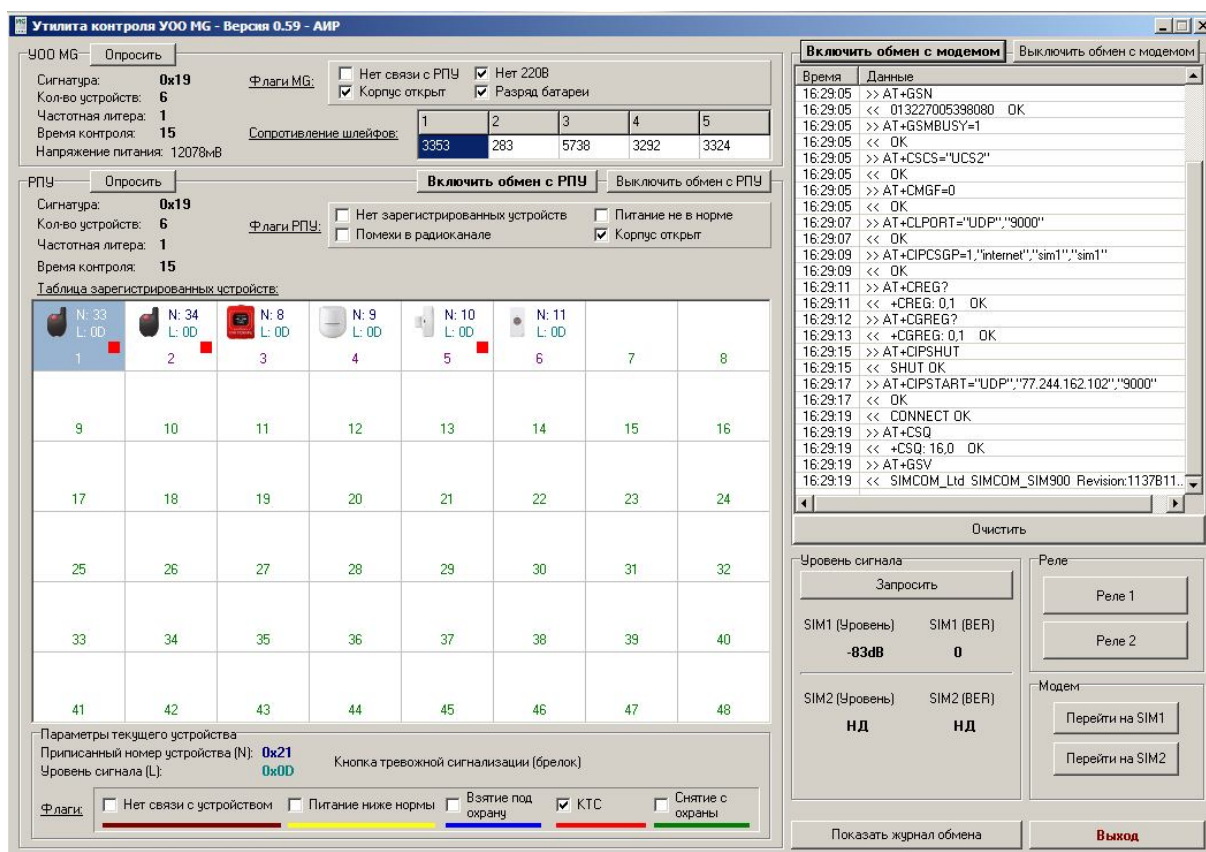 Утилита контроля УОО MG - Версия 0.59 - АИР
УОО MG
Опросить
Сигнатура: 0x19
Кол-во устройств: 6
Частотная литера: 1
Время контроля: 15
Напряжение питания: 12078мВ
Флаги MG:
Нет связи с РПУ
Нет 220В
Корпус открыт
Разряд батареи
Сопротивление шлейфов:
1 2 3 4 5
3353 283 5738 3292 3324
РПУ
Опросить
Включить обмен с РПУ
Выключить обмен с РПУ
Сигнатура: 0x19
Кол-во устройств: 6
Частотная литера: 1
Время контроля: 15
Флаги РПУ:
Нет зарегистрированных устройств
Питание не в норме
Помехи в радиоканале
Корпус открыт
Таблица зарегистрированных устройств:
N: 33 N: 34 N: 8 N: 9 N: 10 N: 11
L: 0D L: 0D L: 0D L: 0D L: 0D L: 0D
1 2 3 4 5 6 7 8
9 10 11 12 13 14 15 16
17 18 19 20 21 22 23 24
25 26 27 28 29 30 31 32
33 34 35 36 37 38 39 40
41 42 43 44 45 46 47 48
Параметры текущего устройства
Приписанный номер устройства (N): 0x21
Уровень сигнала (L): 0x0D
Кнопка тревожной сигнализации (брелок)
Флаги:
Нет связи с устройством
Питание ниже нормы
Взятие под
охрану
КТС
Снятие с
охраны
Включить обмен с модемом
Выключить обмен с модемом
Время Данные
16:29:05 >> AT+GSN
16:29:05 << 013227005398080 OK
16:29:05 >> AT+GSMBUSY=1
16:29:05 << OK
16:29:05 >> AT+CSCS="UCS2"
16:29:05 << OK
16:29:05 >> AT+CMGF=0
16:29:05 << OK
16:29:07 >> AT+CLPORT="UDP","9000"
16:29:07 << OK
16:29:09 >> AT+CIPCSGP=1,"internet","sim1","sim1"
16:29:09 << OK
16:29:11 >> AT+CREG?
16:29:11 << +CREG: 0,1 OK
16:29:12 >> AT+CGREG?
16:29:13 << +CGREG: 0,1 OK
16:29:15 >> AT+CIPSHUT
16:29:15 << SHUT OK
16:29:17 >> AT+CIPSTART="UDP","77.244.162.102","9000"
16:29:17 << OK
16:29:19 << CONNECT OK
16:29:19 >> AT+CSQ
16:29:19 << +CSQ: 16,0 OK
16:29:19 >> AT+GSV
16:29:19 << SIMCOM_Ltd SIMCOM_SIM900 Revision:1137B11..
Очистить
Уровень сигнала
Запросить
SIM1 (Уровень) SIM1 (BER)
-83dB 0
SIM2 (Уровень) SIM2 (BER)
НД НД
Реле
Реле 1
Реле 2
Модем
Перейти на SIM1
Перейти на SIM2
Показать журнал обмена
Выход